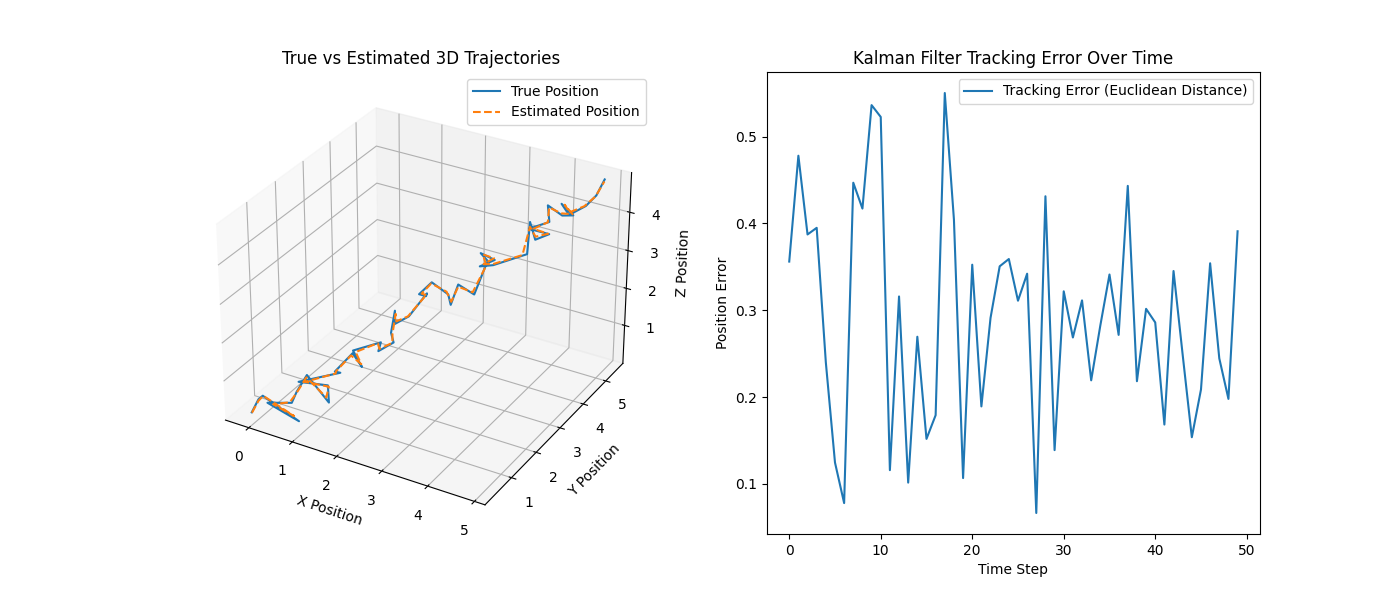 True vs Estimated 3D Trajectories
True Position
Estimated Position
4
3
2
1
Z Position
0
1
2
3
4
5
X Position
1
2
3
4
5
Y Position
Kalman Filter Tracking Error Over Time
Tracking Error (Euclidean Distance)
0.5
0.4
0.3
0.2
0.1
Position Error
0 10 20 30 40 50
Time Step